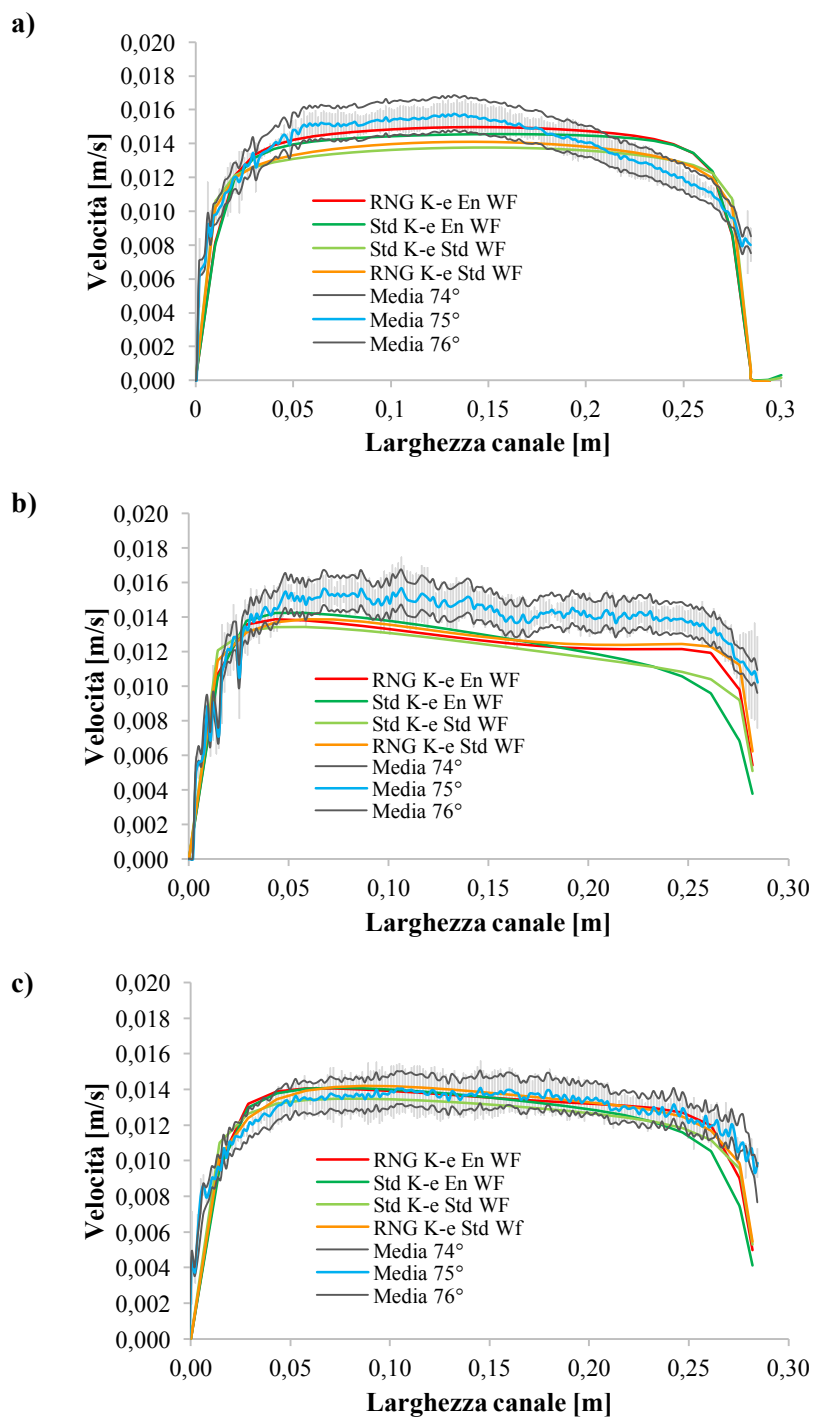 a)
Velocità [m/s]
0,020
0,018
0,016
0,014
0,012
0,010
0,008
0,006
0,004
0,002
0,000
RNG K-e En WF
Std K-e En WF
Std K-e Std WF
RNG K-e Std WF
Media 74°
Media 75°
Media 76°
0 0,05 0,1 0,15 0,2 0,25 0,3
Larghezza canale [m]
b)
Velocità [m/s]
0,020
0,018
0,016
0,014
0,012
0,010
0,008
0,006
0,004
0,002
0,000
RNG K-e En WF
Std K-e En WF
Std K-e Std WF
RNG K-e Std WF
Media 74°
Media 75°
Media 76°
0,00 0,05 0,10 0,15 0,20 0,25 0,30
Larghezza canale [m]
c)
Velocità [m/s]
0,020
0,018
0,016
0,014
0,012
0,010
0,008
0,006
0,004
0,002
0,000
RNG K-e En WF
Std K-e En WF
Std K-e Std WF
RNG K-e Std Wf
Media 74°
Media 75°
Media 76°
0,00 0,05 0,10 0,15 0,20 0,25 0,30
Larghezza canale [m]